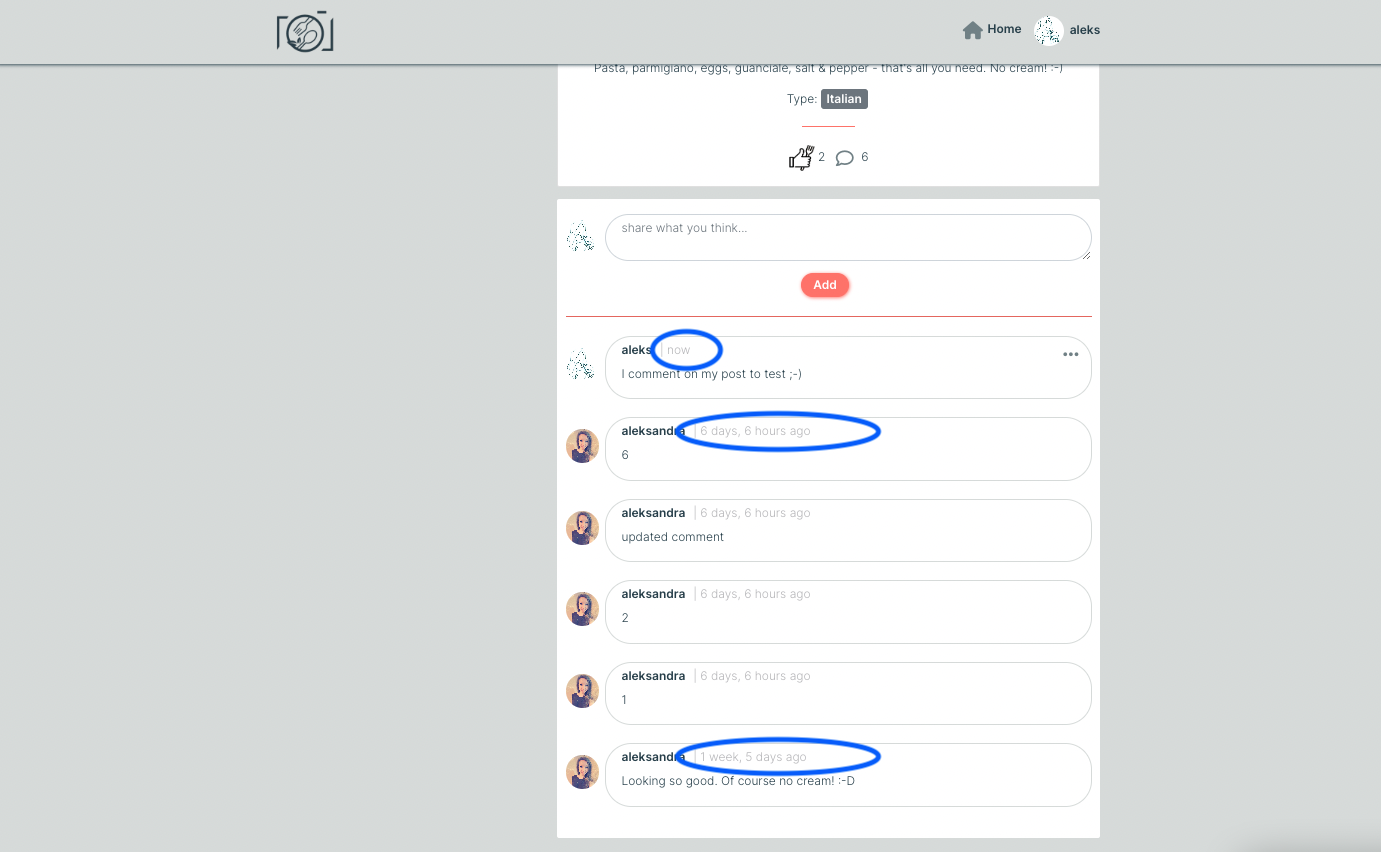 Home aleks
Pasta, parmigiano, eggs, guanciale, salt & pepper - that's all you need. No cream! :-)
Type: Italian
2 6
share what you think...
Add
aleks | now
I comment on my post to test ;-)
aleksandra | 6 days, 6 hours ago
6
aleksandra | 6 days, 6 hours ago
updated comment
aleksandra | 6 days, 6 hours ago
2
aleksandra | 6 days, 6 hours ago
1
aleksandra | 1 week, 5 days ago
Looking so good. Of course no cream! :-D